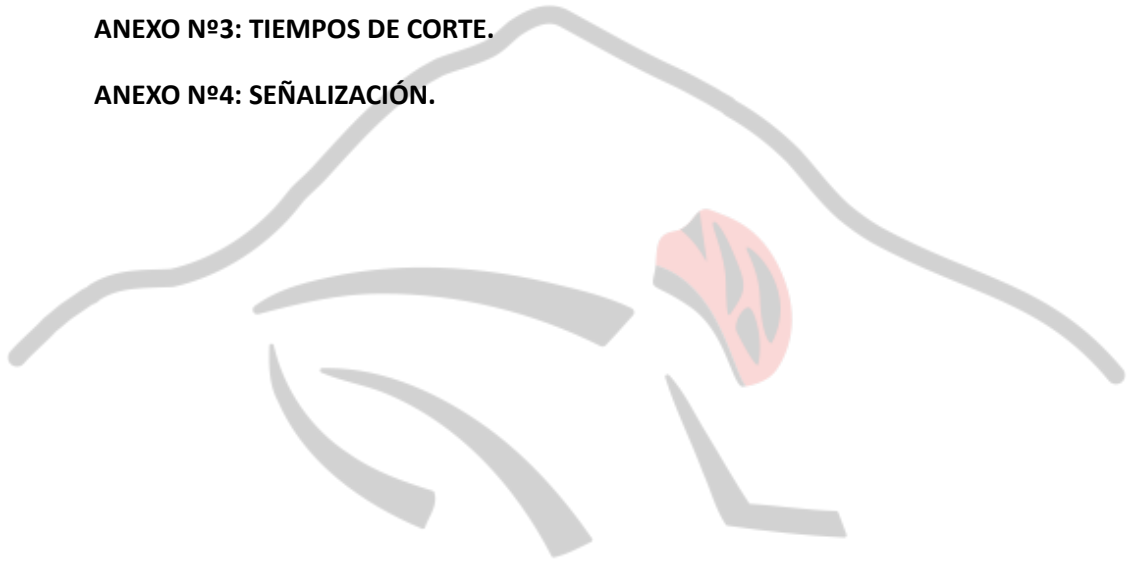 ANEXO Nº3: TIEMPOS DE CORTE.
ANEXO Nº4: SEÑALIZACIÓN.